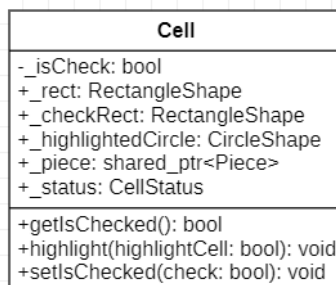 Cell
-_isCheck: bool
+_rect: RectangleShape
+_checkRect: RectangleShape
+_highlightedCircle: CircleShape
+_piece: shared_ptr<Piece>
+_status: CellStatus
+getIsChecked(): bool
+highlight(highlightCell: bool): void
+setIsChecked(check: bool): void